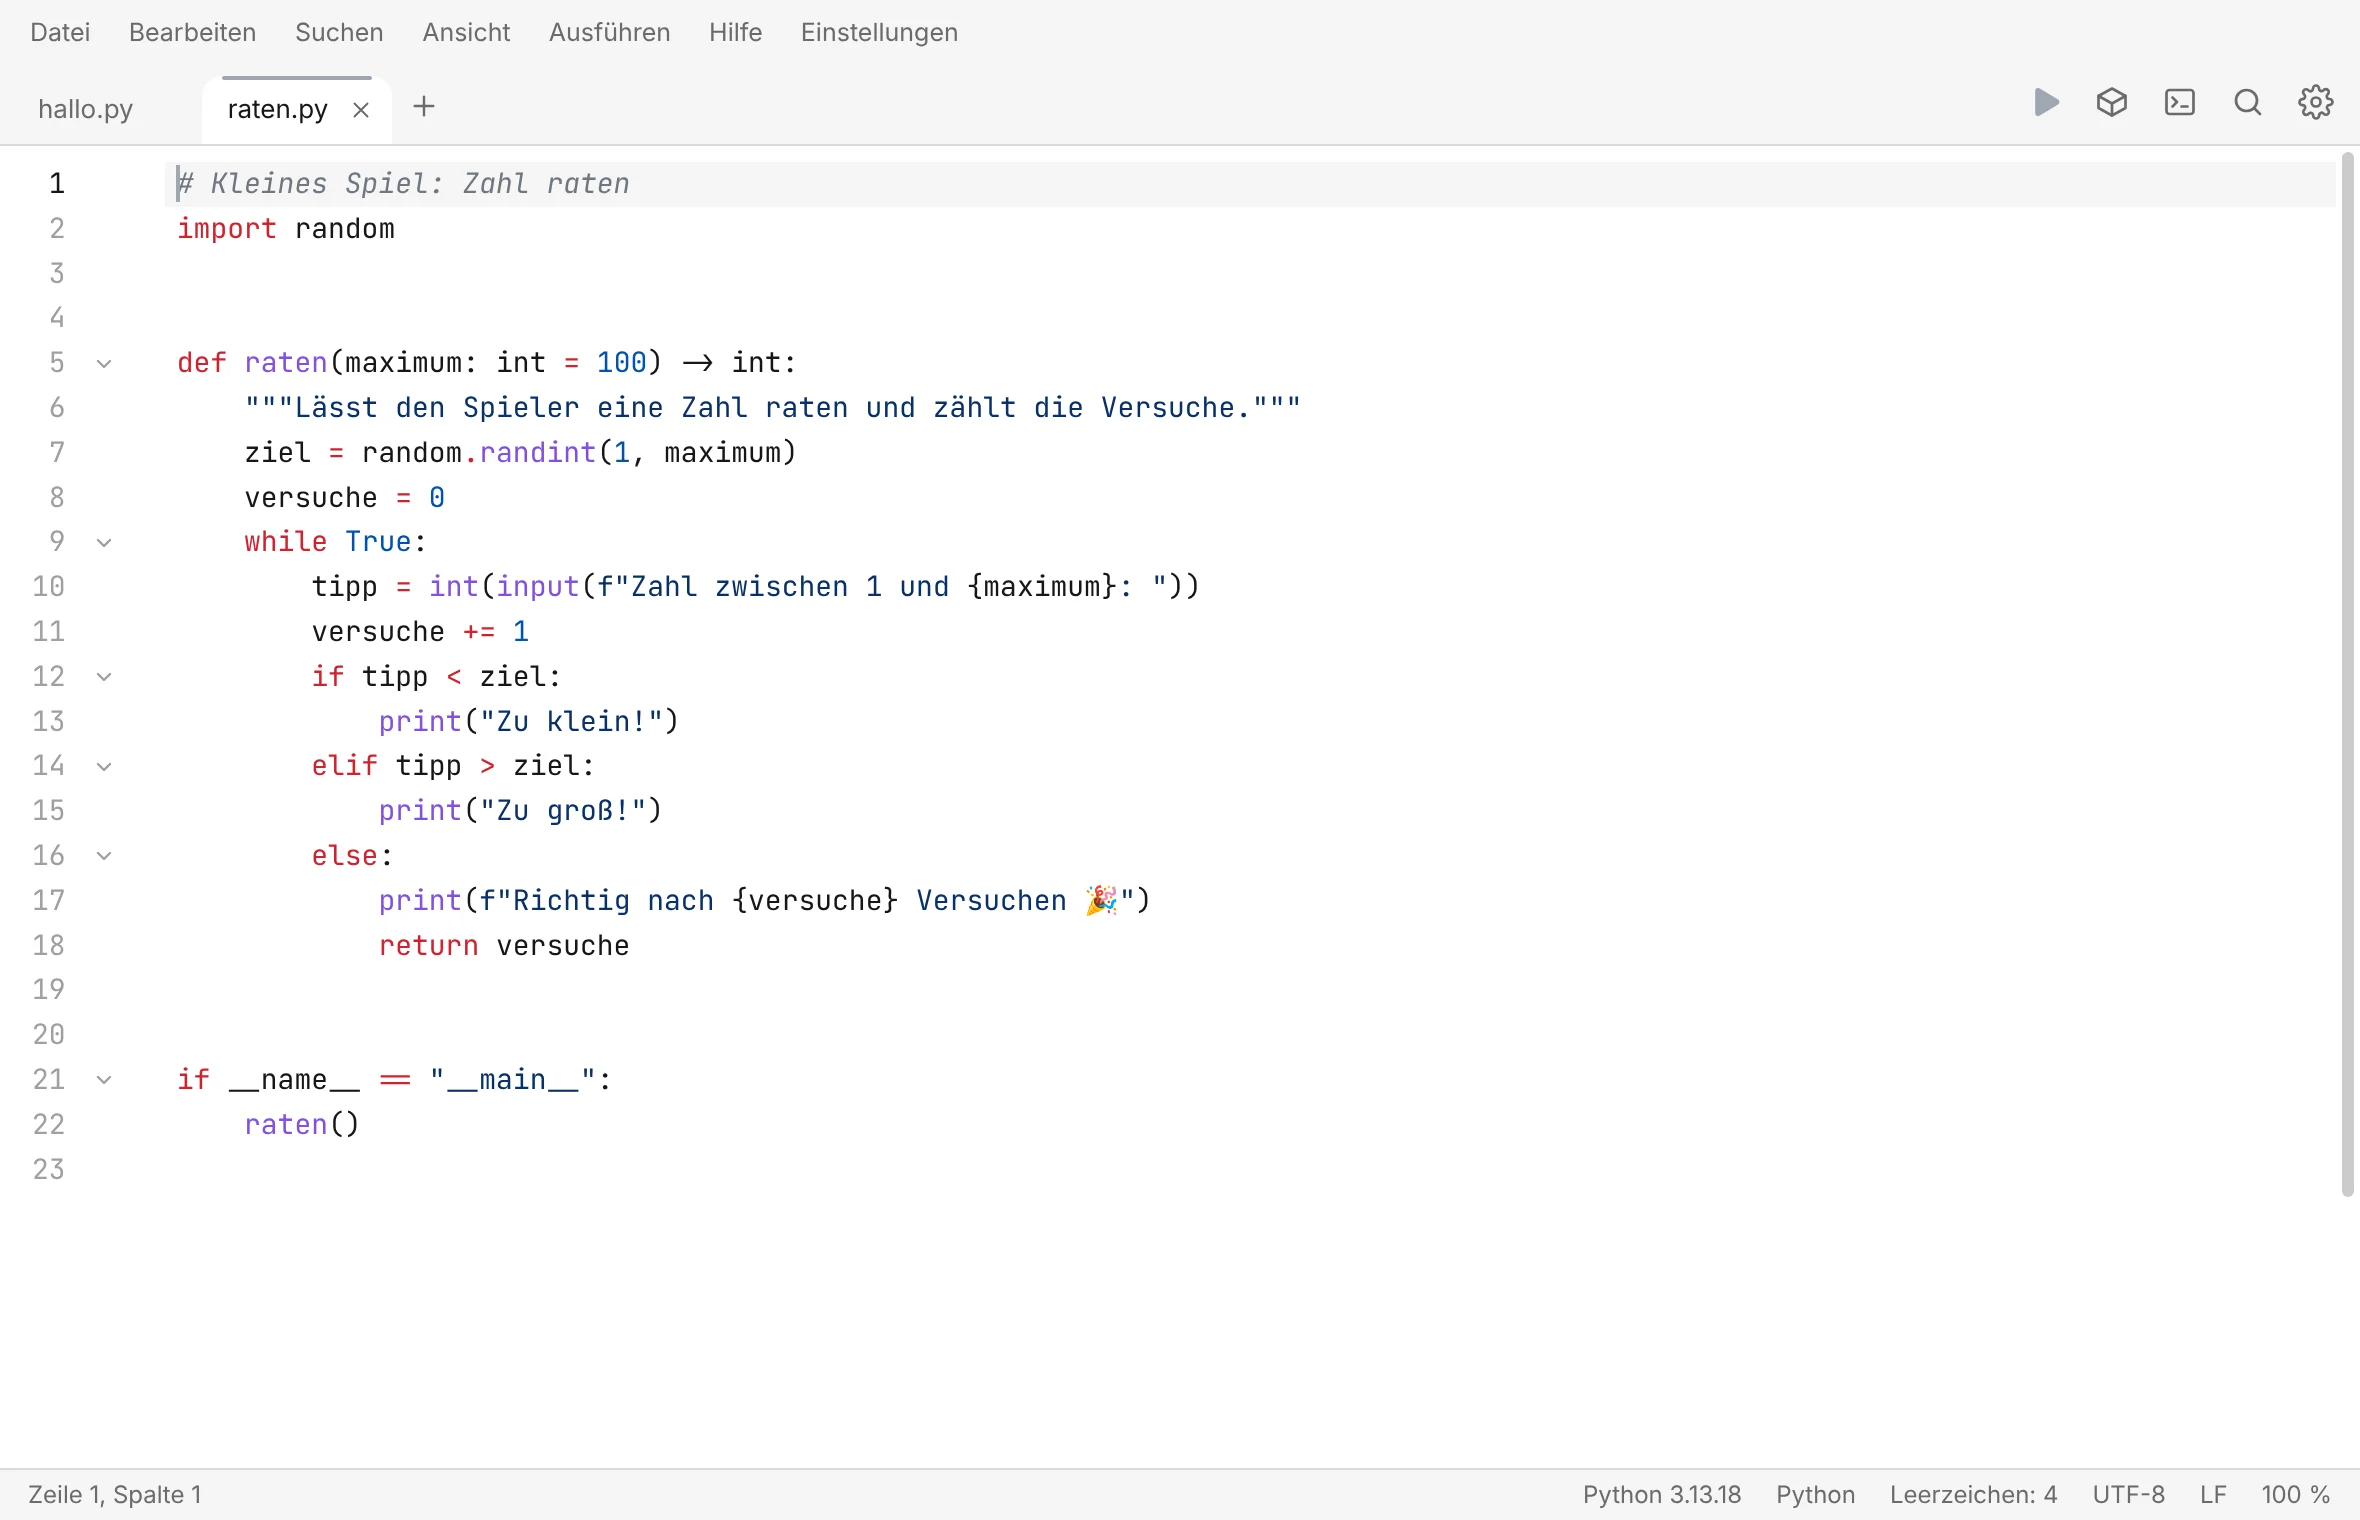 Datei Bearbeiten Suchen Ansicht Ausführen Hilfe Einstellungen
hallo.py raten.py
1 # Kleines Spiel: Zahl raten
2 import random
3
4
5 def raten(maximum: int = 100) -> int:
6     """Lässt den Spieler eine Zahl raten und zählt die Versuche."""
7     ziel = random.randint(1, maximum)
8     versuche = 0
9     while True:
10         tipp = int(input(f"Zahl zwischen 1 und {maximum}: "))
11         versuche += 1
12         if tipp < ziel:
13             print("Zu klein!")
14         elif tipp > ziel:
15             print("Zu groß!")
16         else:
17             print(f"Richtig nach {versuche} Versuchen 🎉")
18             return versuche
19
20
21 if __name__ == "__main__":
22     raten()
23
Zeile 1, Spalte 1 Python 3.13.18 Python Leerzeichen: 4 UTF-8 LF 100 %